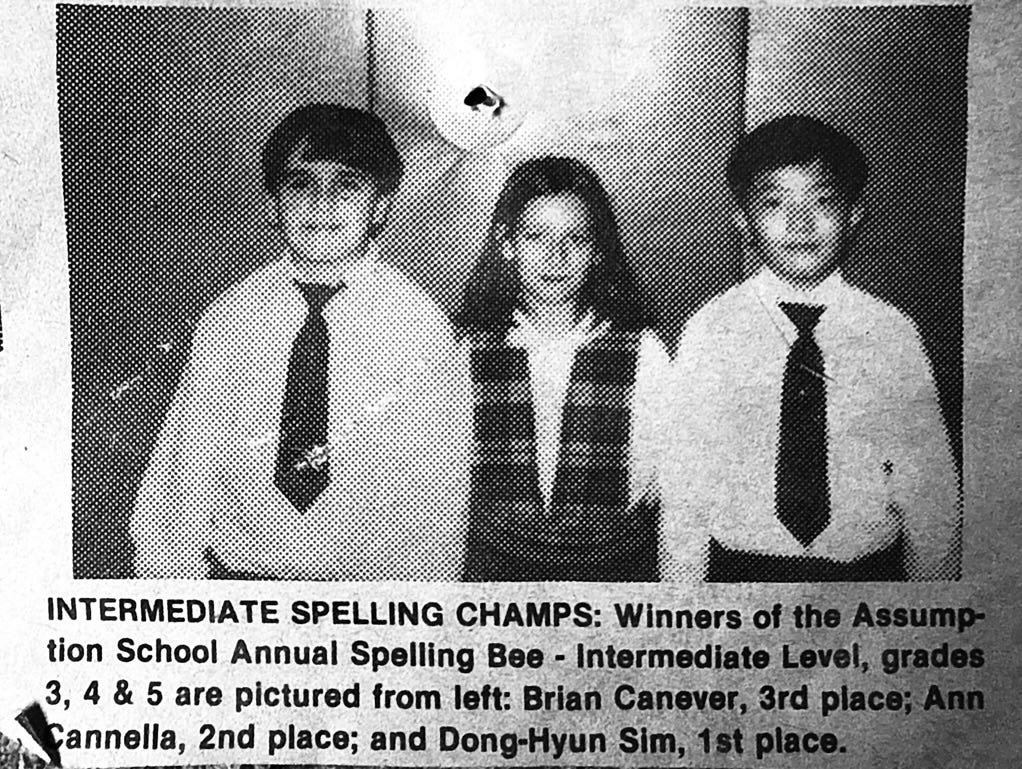 INTERMEDIATE SPELLING CHAMPS: Winners of the Assump-
tion School Annual Spelling Bee - Intermediate Level, grades
3, 4 & 5 are pictured from left: Brian Canever, 3rd place; Ann
Cannella, 2nd place; and Dong-Hyun Sim, 1st place.